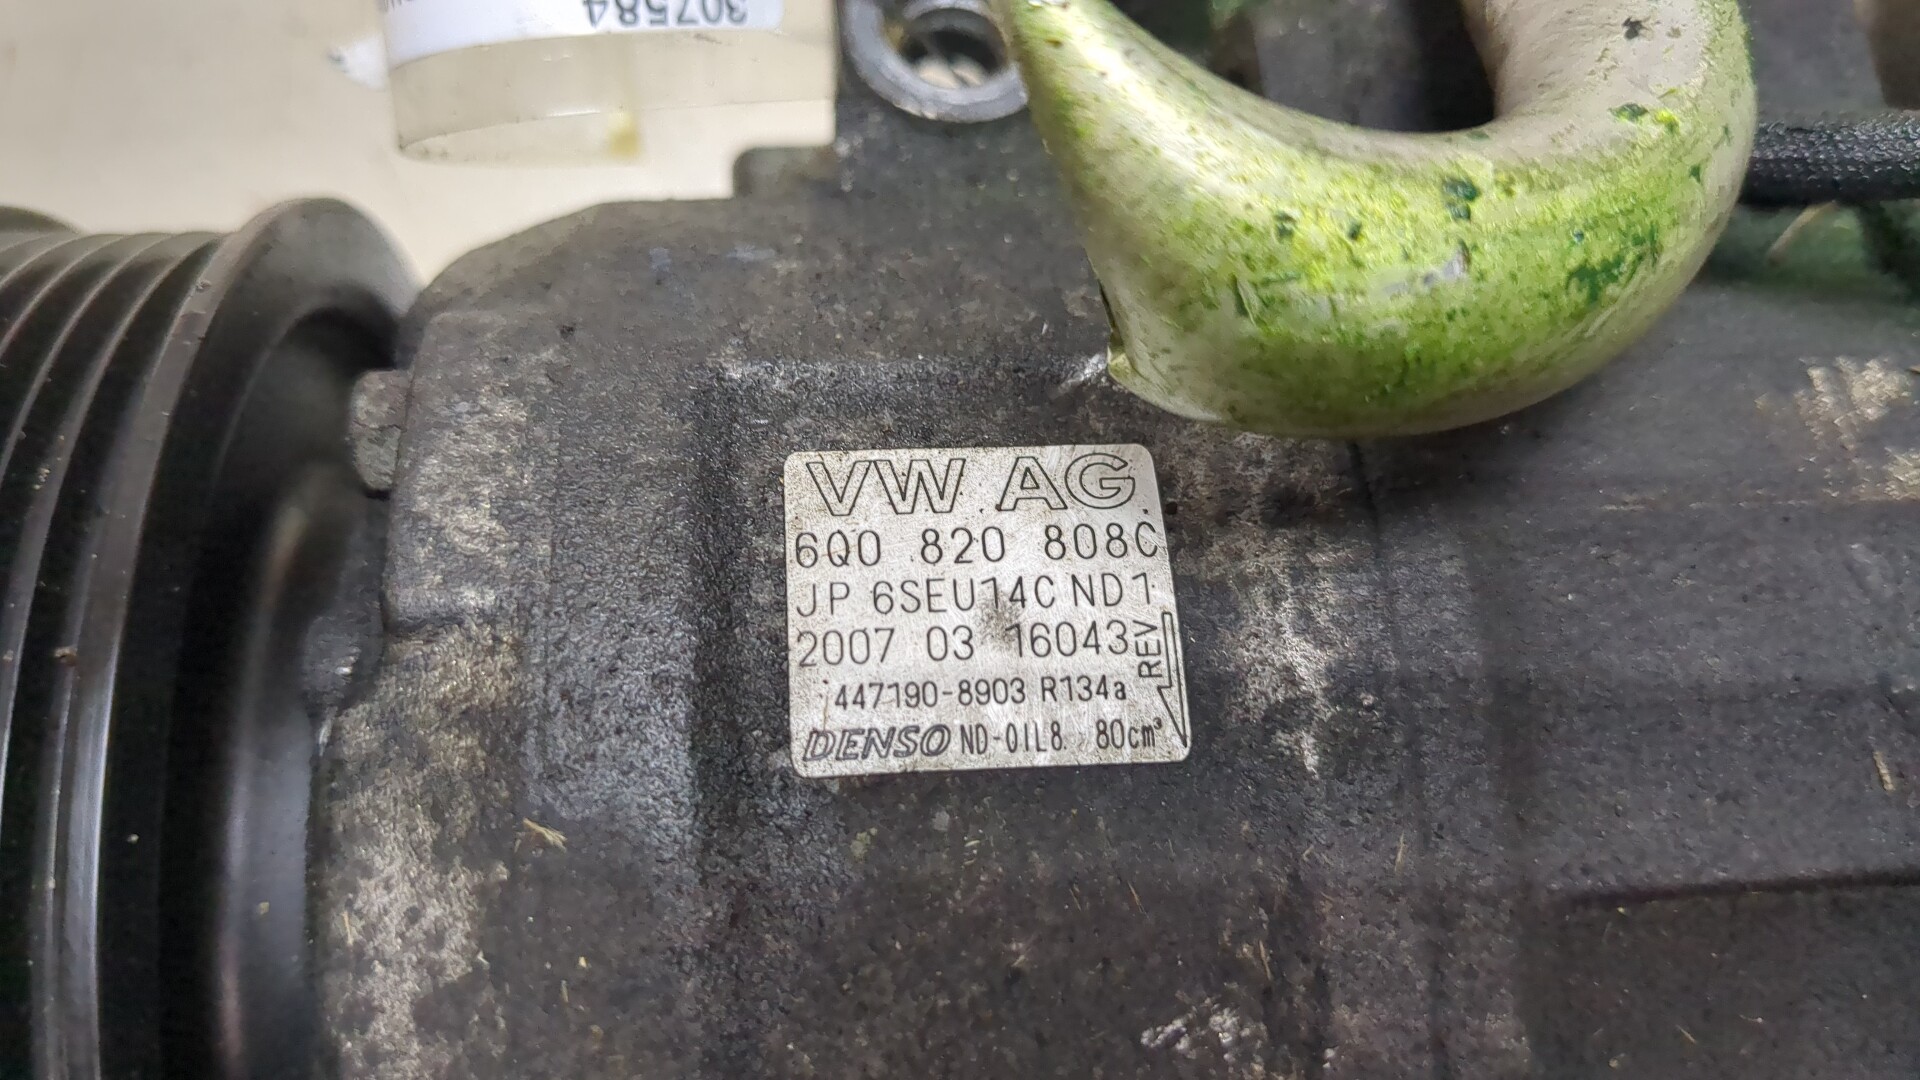 307584
VW AG
6Q0 820 808C
JP 6SEU14C ND1
2007 03 16043
REV
447190-8903 R134a
DENSO ND-OIL8 80cm³